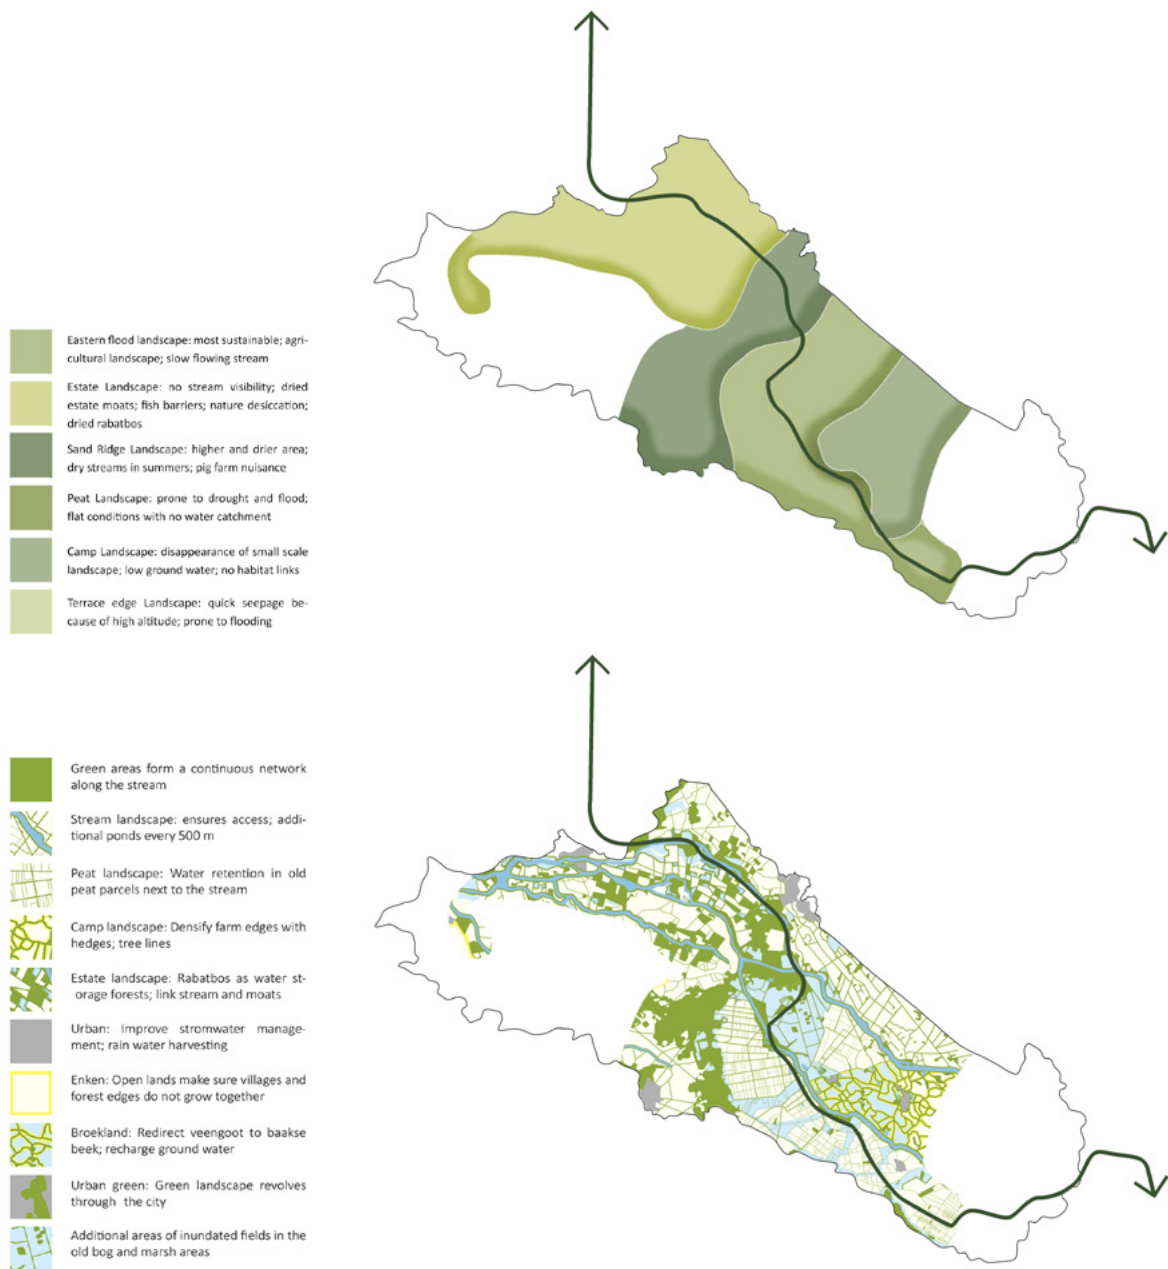 Eastern flood landscape: most sustainable; agri-
cultural landscape; slow flowing stream
Estate Landscape: no stream visibility; dried
estate moats; fish barriers; nature desiccation;
dried rabatbos
Sand Ridge Landscape: higher and drier area;
dry streams in summers; pig farm nuisance
Peat Landscape: prone to drought and flood;
flat conditions with no water catchment
Camp Landscape: disappearance of small scale
landscape; low ground water; no habitat links
Terrace edge Landscape: quick seepage be-
cause of high altitude; prone to flooding
Green areas form a continuous network
along the stream
Stream landscape: ensures access; addi-
tional ponds every 500 m
Peat landscape: Water retention in old
peat parcels next to the stream
Camp landscape: Densify farm edges with
hedges; tree lines
Estate landscape: Rabatbos as water st-
orage forests; link stream and moats
Urban: Improve stromwater manage-
ment; rain water harvesting
Enken: Open lands make sure villages and
forest edges do not grow together
Broekland: Redirect veengoot to baakse
beek; recharge ground water
Urban green: Green landscape revolves
through the city
Additional areas of inundated fields in the
old bog and marsh areas